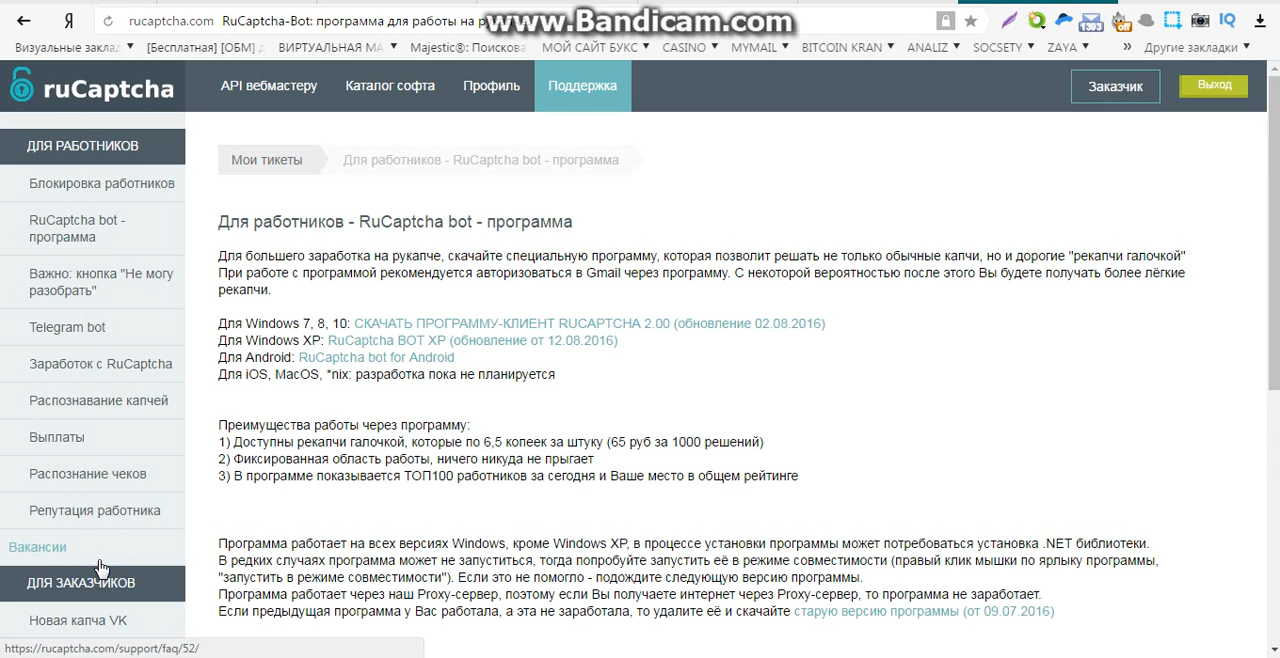 Я
rucaptcha.com RuCaptcha-Bot: программа для работы на
www.Bandicam.com
1393
off
IQ
Визуальные заклад
[Бесплатная] [ОБМ]
ВИРТУАЛЬНАЯ МА
Majestic®: Поискова
МОЙ САЙТ БУКС
CASINO
MYMAIL
BITCOIN KRAN
ANALIZ
SOCSETY
ZAYA
»
Другие закладки
ruCaptcha
API вебмастеру
Каталог софта
Профиль
Поддержка
Заказчик
Выход
ДЛЯ РАБОТНИКОВ
Блокировка работников
RuCaptcha bot -
программа
Важно: кнопка "Не могу
разобрать"
Telegram bot
Заработок с RuCaptcha
Распознавание капчей
Выплаты
Распознание чеков
Репутация работника
Вакансии
ДЛЯ ЗАКАЗЧИКОВ
Новая капча VK
https://rucaptcha.com/support/faq/52/
Мои тикеты
Для работников - RuCaptcha bot - программа
Для работников - RuCaptcha bot - программа
Для большего заработка на рукапче, скачайте специальную программу, которая позволит решать не только обычные капчи, но и дорогие "рекапчи галочкой"
При работе с программой рекомендуется авторизоваться в Gmail через программу. С некоторой вероятностью после этого Вы будете получать более лёгкие
рекапчи.
Для Windows 7, 8, 10: СКАЧАТЬ ПРОГРАММУ-КЛИЕНТ RUCAPTCHA 2.00 (обновление 02.08.2016)
Для Windows XP: RuCaptcha BOT XP (обновление от 12.08.2016)
Для Android: RuCaptcha bot for Android
Для iOS, MacOS, *nix: разработка пока не планируется
Преимущества работы через программу:
1) Доступны рекапчи галочкой, которые по 6,5 копеек за штуку (65 руб за 1000 решений)
2) Фиксированная область работы, ничего никуда не прыгает
3) В программе показывается ТОП100 работников за сегодня и Ваше место в общем рейтинге
Программа работает на всех версиях Windows, кроме Windows XP, в процессе установки программы может потребоваться установка .NET библиотеки.
В редких случаях программа может не запуститься, тогда попробуйте запустить её в режиме совместимости (правый клик мышки по ярлыку программы,
"запустить в режиме совместимости"). Если это не помогло - подождите следующую версию программы.
Программа работает через наш Proxy-сервер, поэтому если Вы получаете интернет через Proxy-сервер, то программа не заработает.
Если предыдущая программа у Вас работала, а эта не заработала, то удалите её и скачайте старую версию программы (от 09.07.2016)